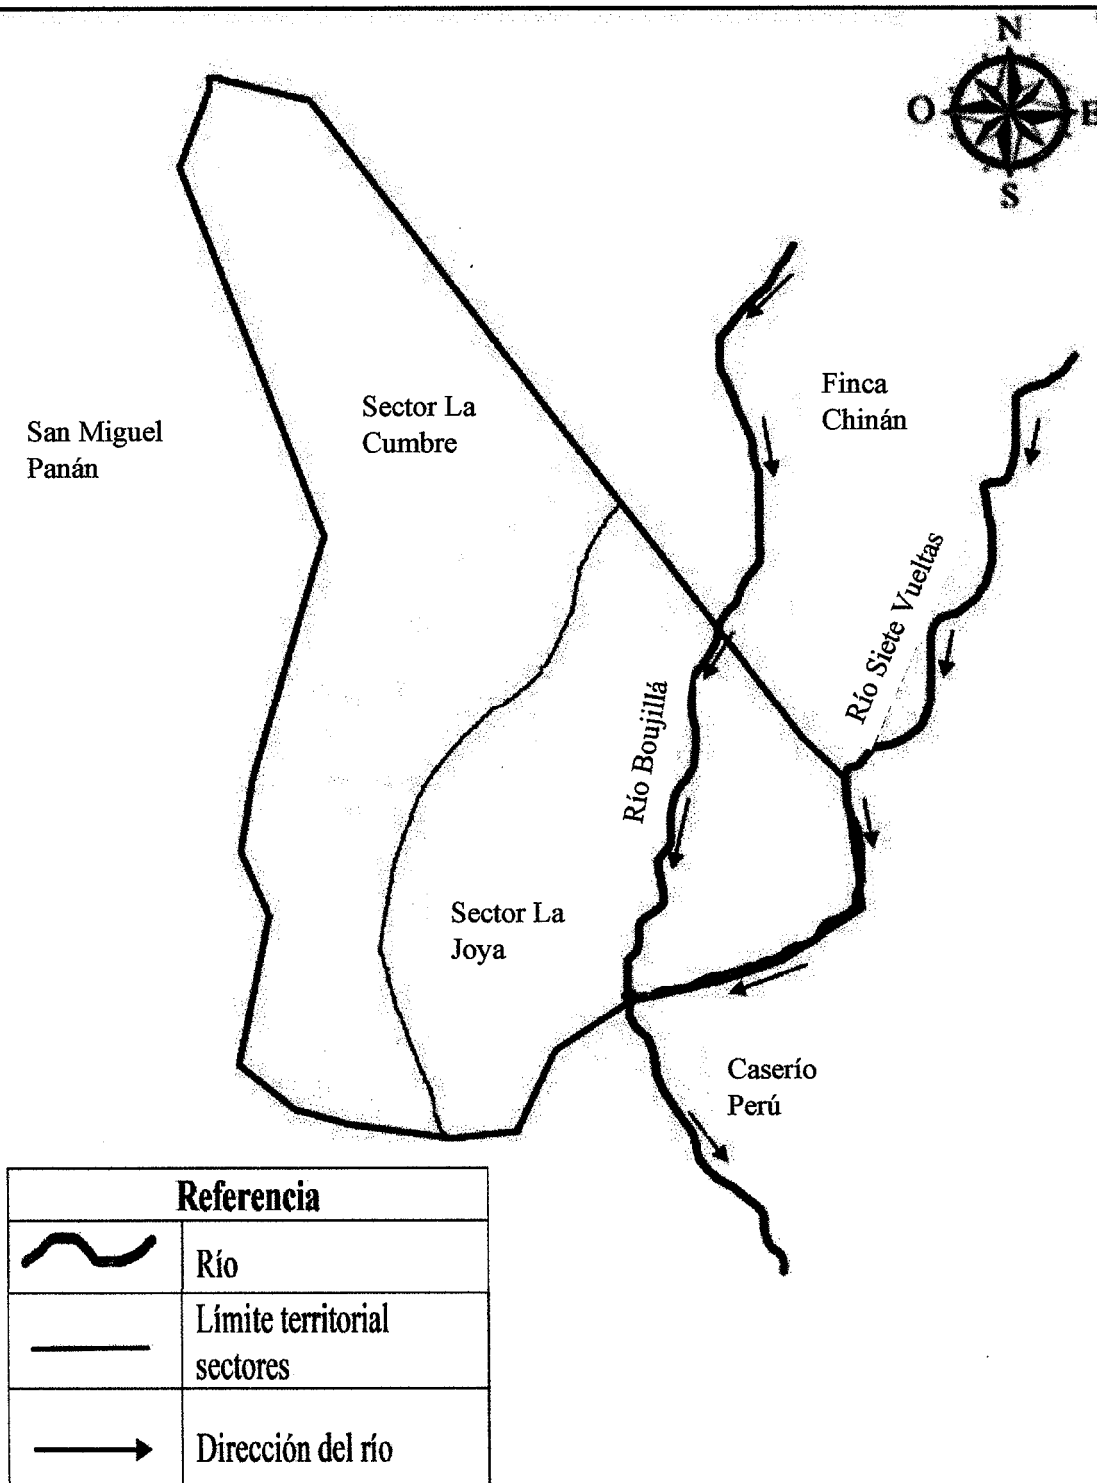 N
O
E
S
Finca
Chinán
Sector La
Cumbre
San Miguel
Panán
Río Siete Vueltas
Río Boujillá
Sector La
Joya
Caserío
Perú
Referencia
Río
Límite territorial
sectores
Dirección del río